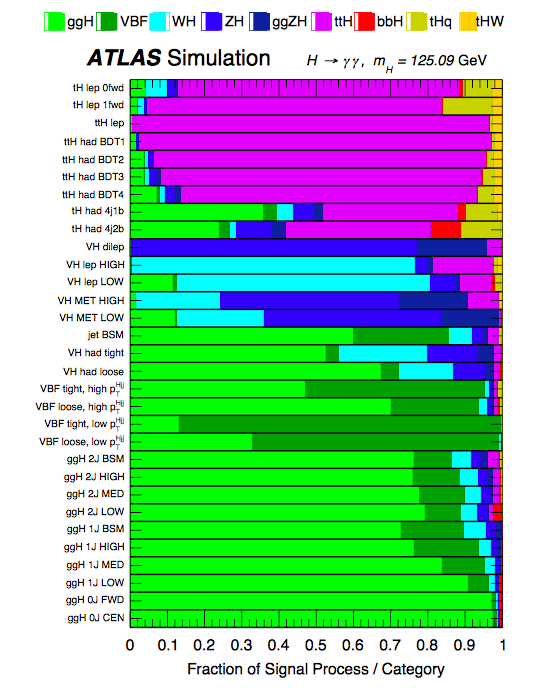 ggH VBF WH ZH ggZH ttH bbH tHq tHW
ATLAS Simulation H → γγ, m_H = 125.09 GeV
tH lep 0fwd
tH lep 1fwd
ttH lep
ttH had BDT1
ttH had BDT2
ttH had BDT3
ttH had BDT4
tH had 4j1b
tH had 4j2b
VH dilep
VH lep HIGH
VH lep LOW
VH MET HIGH
VH MET LOW
jet BSM
VH had tight
VH had loose
VBF tight, high p_T^Hjj
VBF loose, high p_T^Hjj
VBF tight, low p_T^Hjj
VBF loose, low p_T^Hjj
ggH 2J BSM
ggH 2J HIGH
ggH 2J MED
ggH 2J LOW
ggH 1J BSM
ggH 1J HIGH
ggH 1J MED
ggH 1J LOW
ggH 0J FWD
ggH 0J CEN
0 0.1 0.2 0.3 0.4 0.5 0.6 0.7 0.8 0.9 1
Fraction of Signal Process / Category